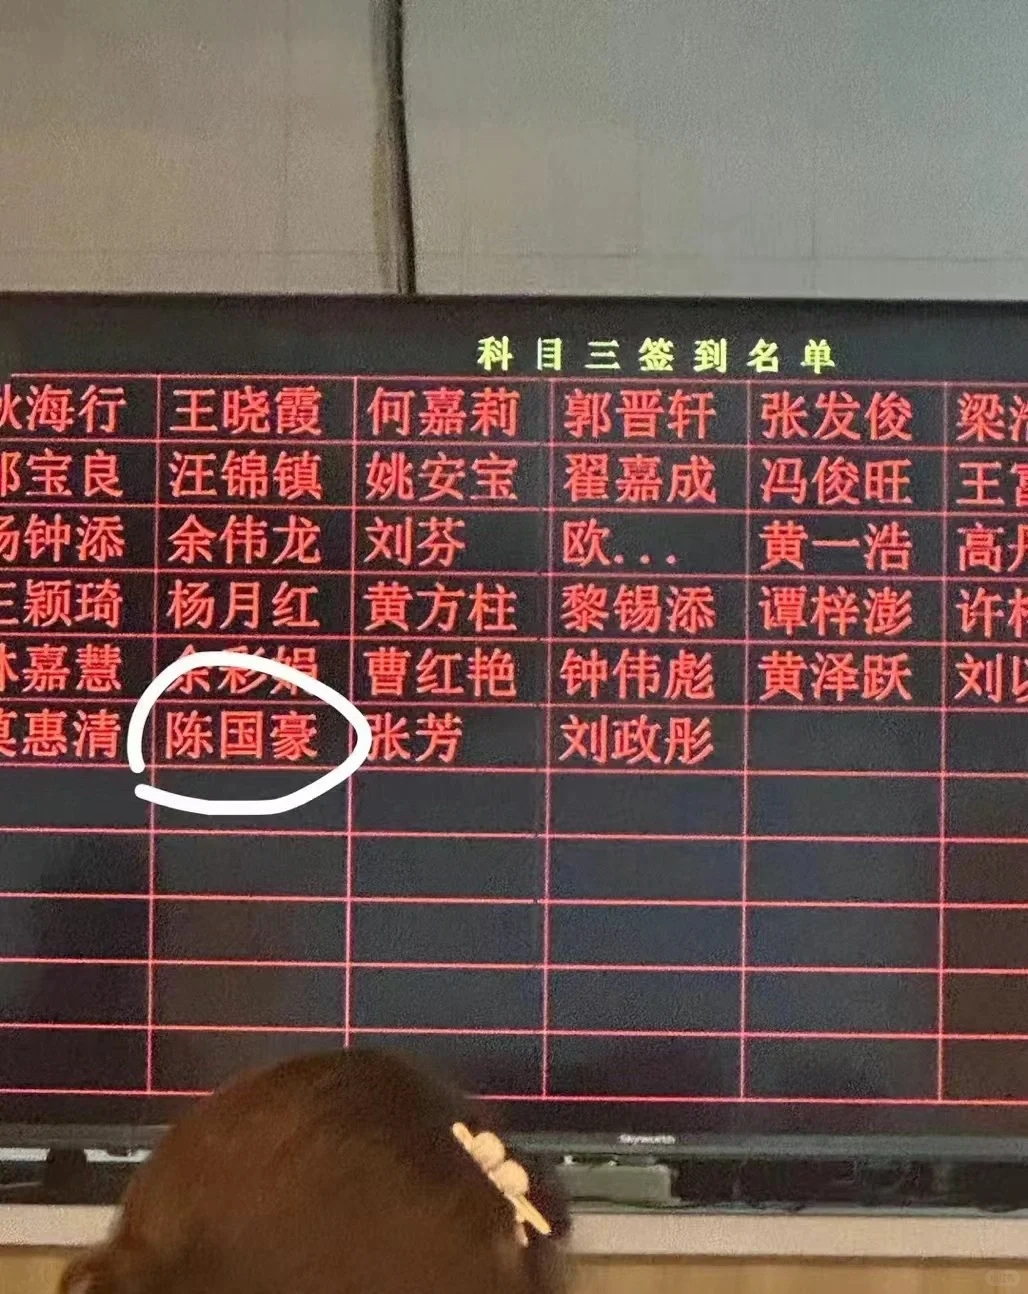 科目三签到名单
海行 王晓霞 何嘉莉 郭晋轩 张发俊 梁
宝良 汪锦镇 姚安宝 翟嘉成 冯俊旺 王
钟添 余伟龙 刘芬 欧... 黄一浩 高
颖琦 杨月红 黄方柱 黎锡添 谭梓澎 许
嘉慧 余彩娟 曹红艳 钟伟彪 黄泽跃 刘
惠清 陈国豪 张芳 刘政彤
Skyworth